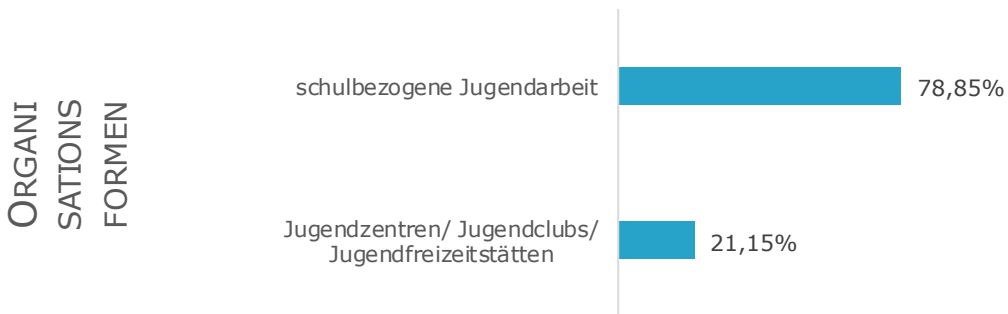 ORGANI
SATIONS
FORMEN
schulbezogene Jugendarbeit
78,85%
Jugendzentren/ Jugendclubs/
Jugendfreizeitstätten
21,15%